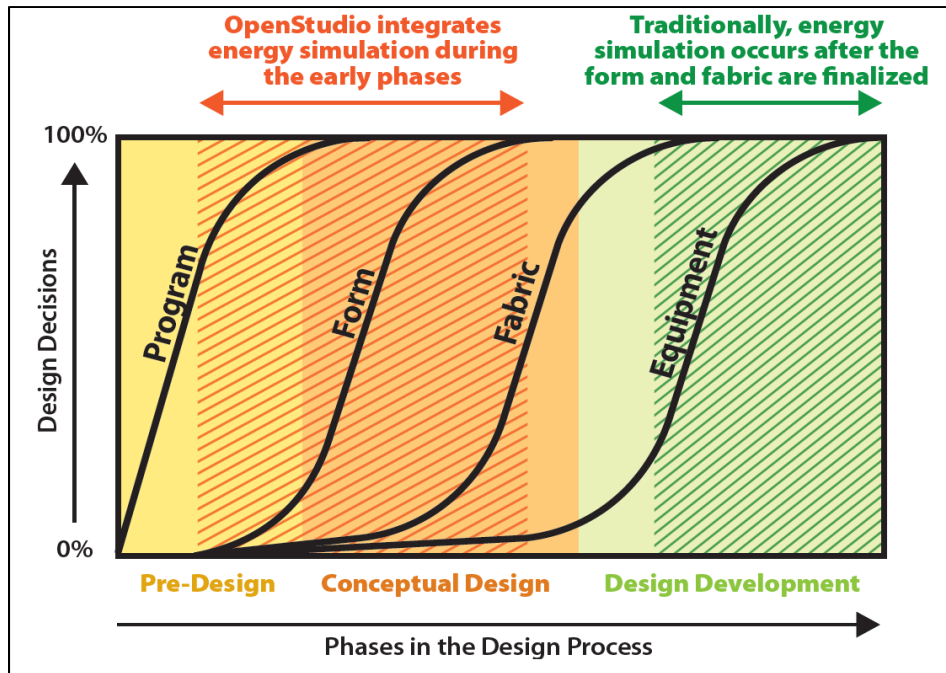 OpenStudio integrates
energy simulation during
the early phases
Traditionally, energy
simulation occurs after the
form and fabric are finalized
100%
Design Decisions
0%
Program
Form
Fabric
Equipment
Pre-Design
Conceptual Design
Design Development
Phases in the Design Process